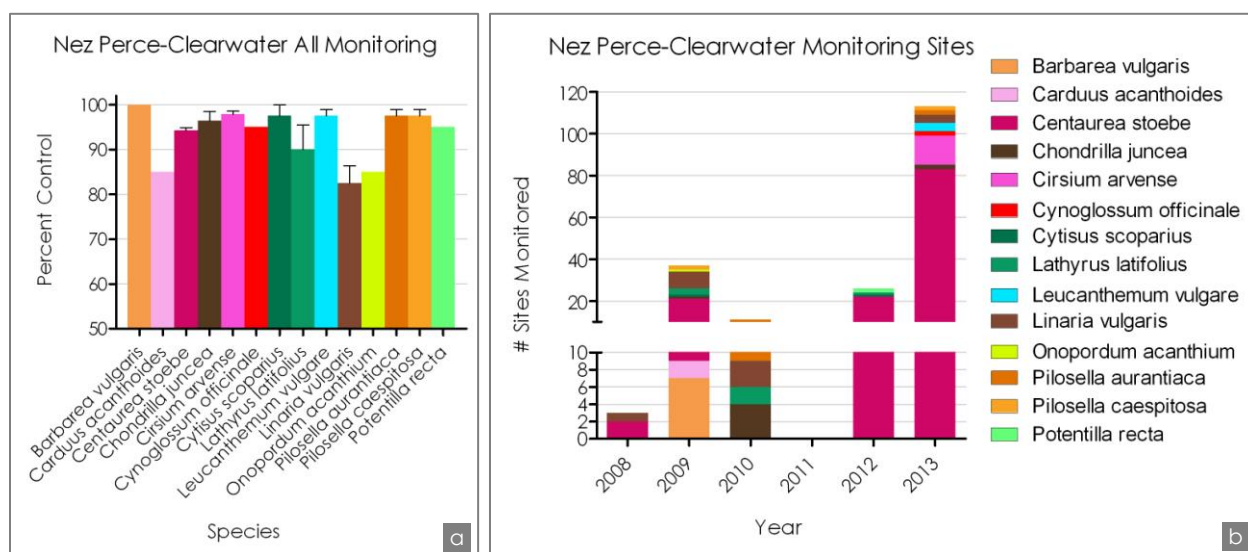 Nez Perce-Clearwater All Monitoring
Percent Control
100
90
80
70
60
50
Barbarea vulgaris
Carduus acanthoides
Centaurea stoebe
Chondrilla juncea
Cirsium arvense
Cynoglossum officinale
Cytisus scoparius
Lathyrus latifolius
Leucanthemum vulgare
Linaria vulgaris
Onopordum acanthium
Pilosella aurantiaca
Pilosella caespitosa
Potentilla recta
Species
a
Nez Perce-Clearwater Monitoring Sites
# Sites Monitored
120
100
80
60
40
20
10
8
6
4
2
0
2008
2009
2010
2011
2012
2013
Year
Barbarea vulgaris
Carduus acanthoides
Centaurea stoebe
Chondrilla juncea
Cirsium arvense
Cynoglossum officinale
Cytisus scoparius
Lathyrus latifolius
Leucanthemum vulgare
Linaria vulgaris
Onopordum acanthium
Pilosella aurantiaca
Pilosella caespitosa
Potentilla recta
b